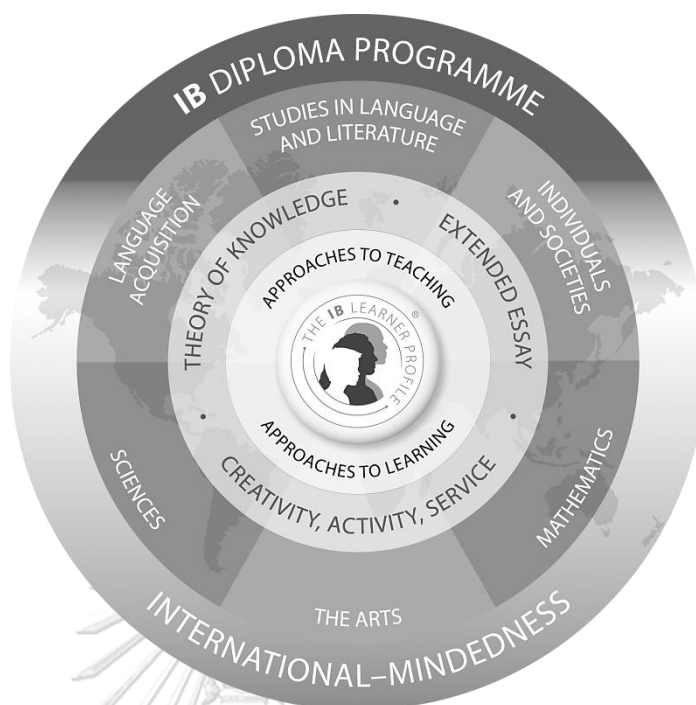 IB DIPLOMA PROGRAMME
STUDIES IN LANGUAGE
AND LITERATURE
LANGUAGE
ACQUISITION
INDIVIDUALS
AND SOCIETIES
THEORY OF KNOWLEDGE
EXTENDED ESSAY
APPROACHES TO TEACHING
THE IB LEARNER PROFILE®
APPROACHES TO LEARNING
CREATIVITY, ACTIVITY, SERVICE
SCIENCES
MATHEMATICS
THE ARTS
INTERNATIONAL–MINDEDNESS